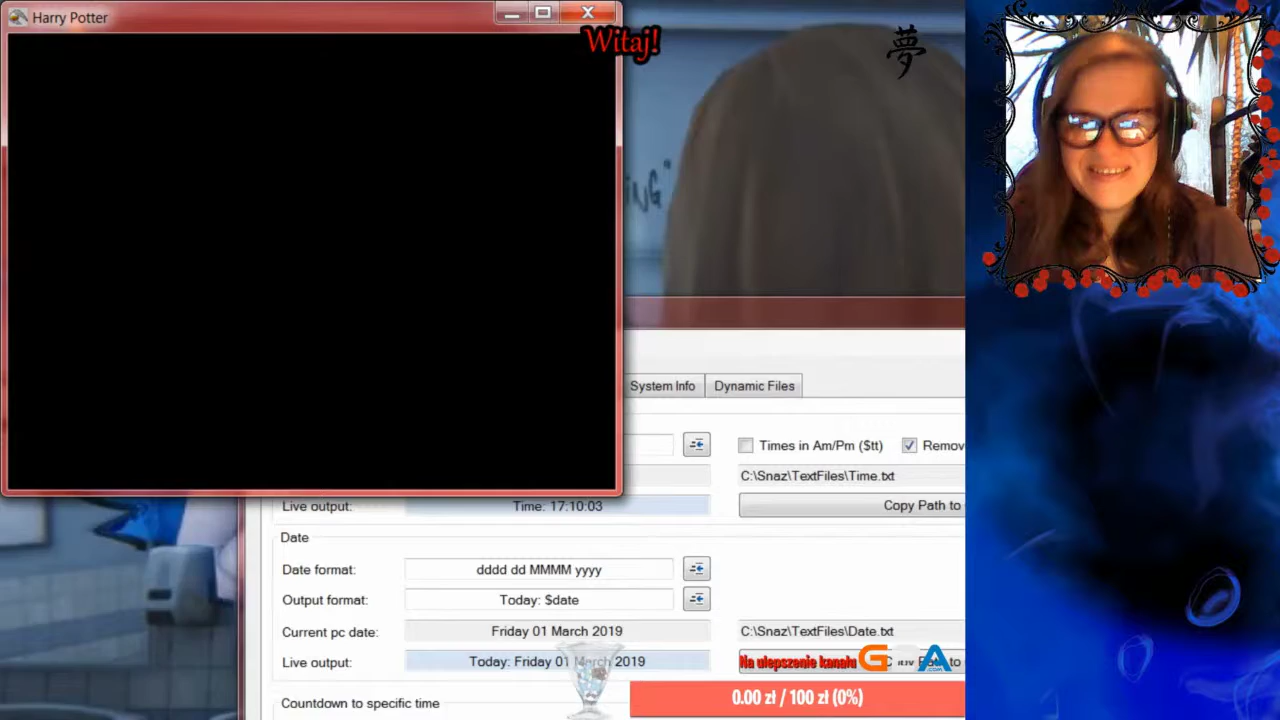 Harry Potter
Witaj!
夢
ING"
System Info
Dynamic Files
Times in Am/Pm ($tt)
Remov
C:\Snaz\TextFiles\Time.txt
Live output:
Time: 17:10:03
Copy Path to
Date
Date format:
dddd dd MMMM yyyy
Output format:
Today: $date
Current pc date:
Friday 01 March 2019
C:\Snaz\TextFiles\Date.txt
Live output:
Today: Friday 01 March 2019
Na ulepszenie kanału
Countdown to specific time
0.00 zł / 100 zł (0%)